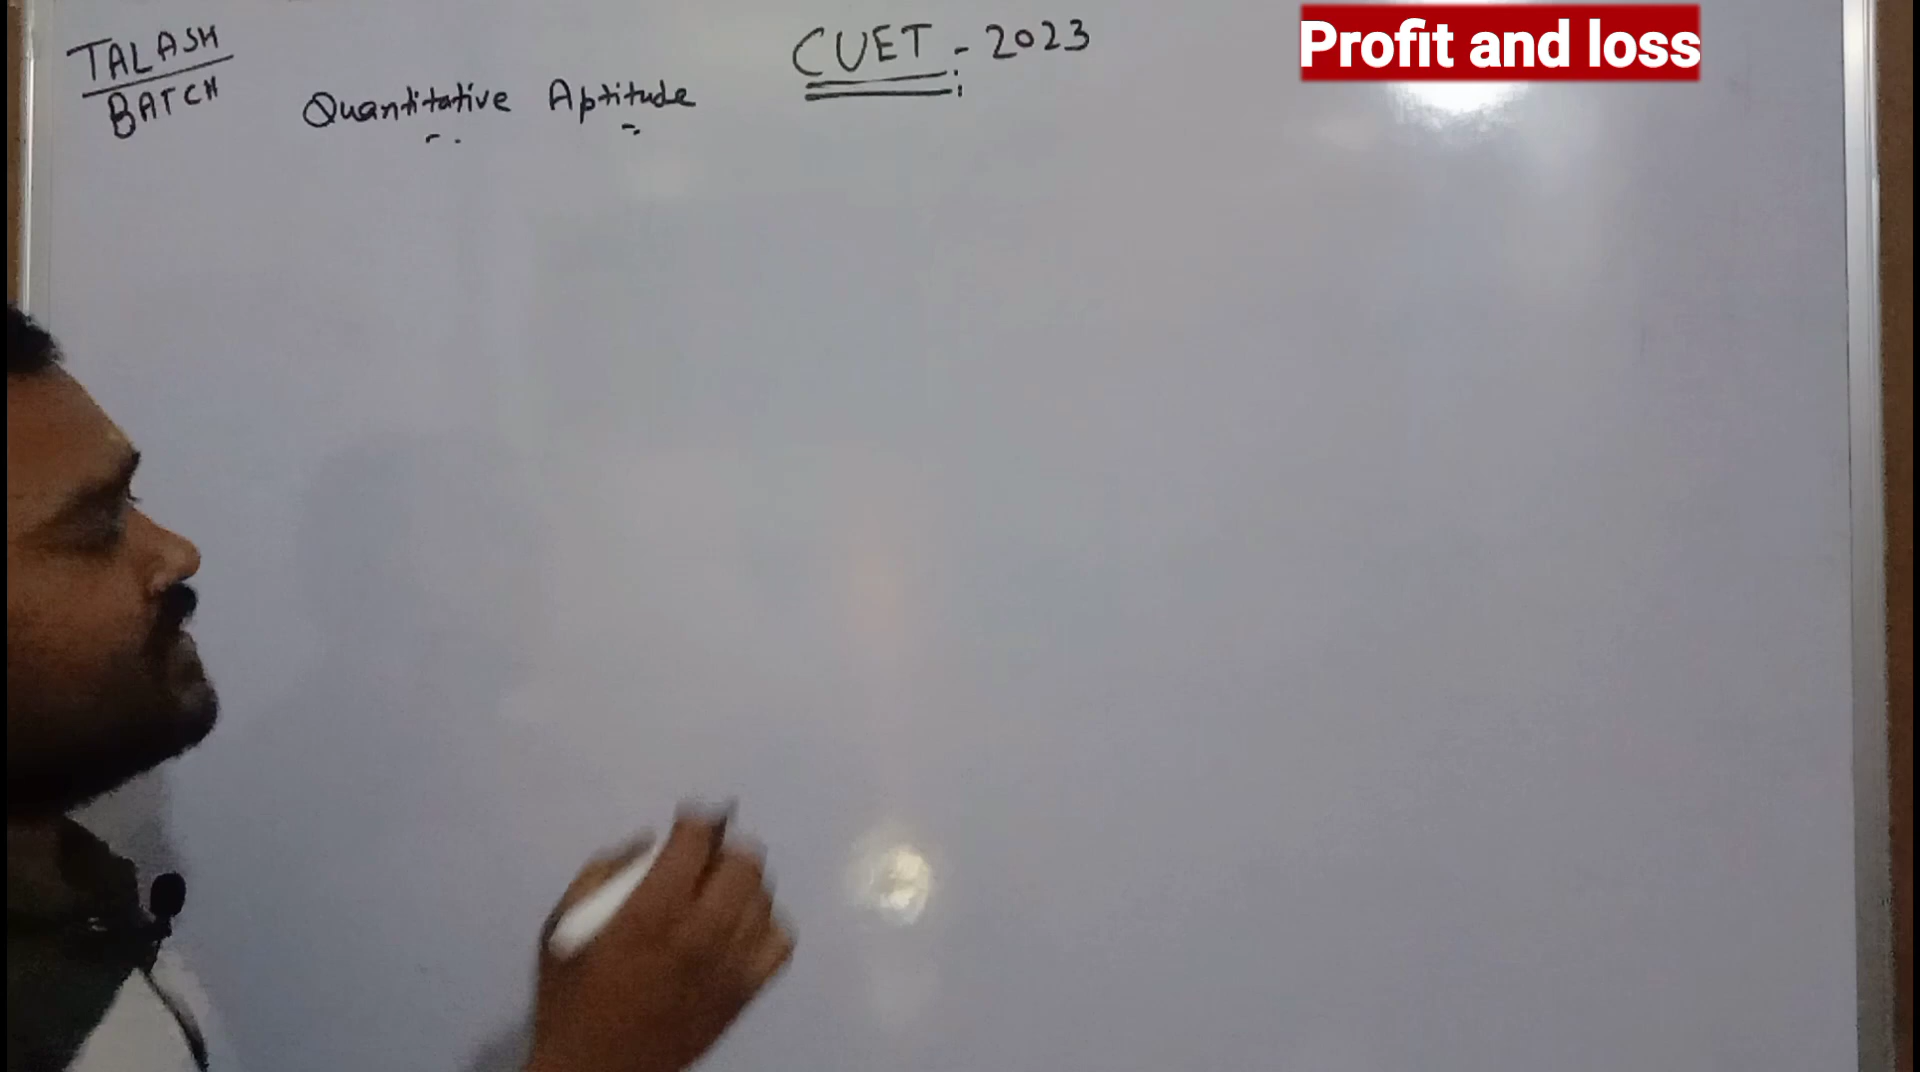 TALASH
BATCH
Quantitative Aptitude
CUET - 2023
Profit and loss